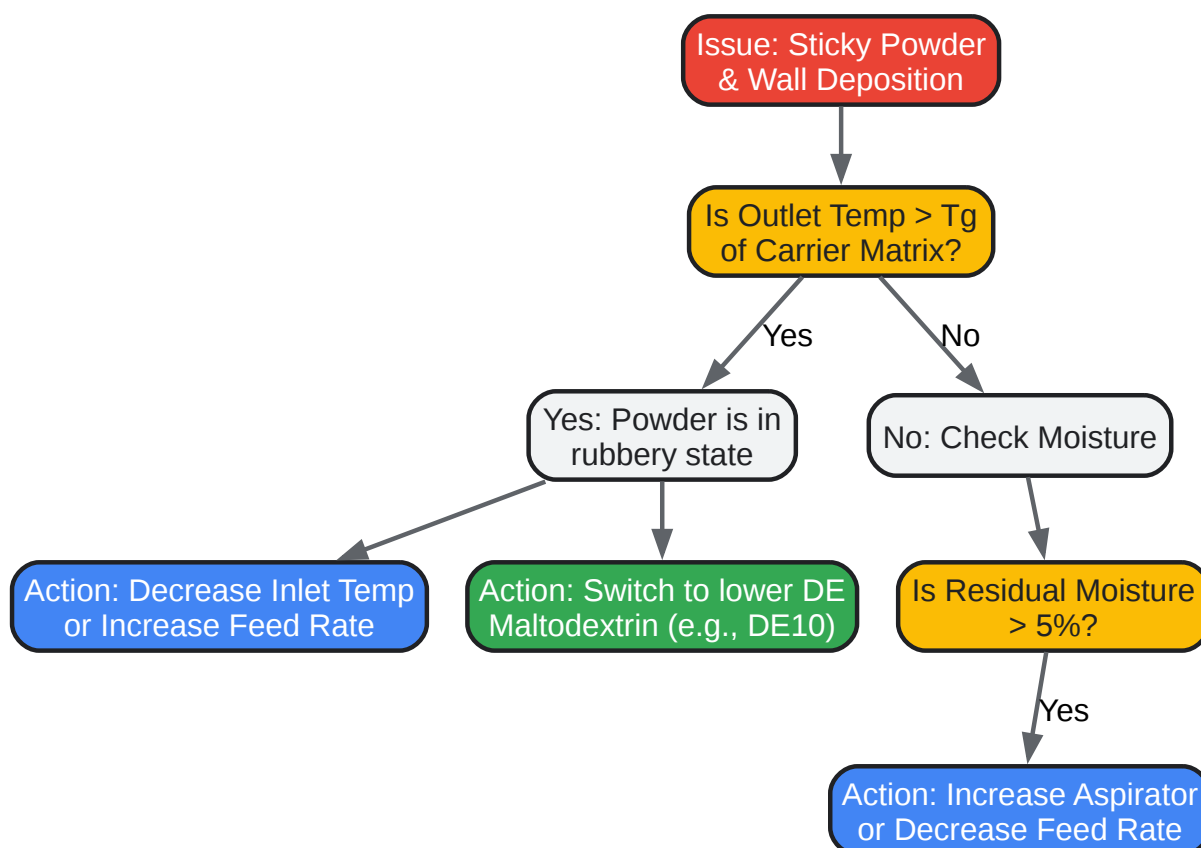 Issue: Sticky Powder
& Wall Deposition
Is Outlet Temp > Tg
of Carrier Matrix?
Yes
No
Yes: Powder is in
rubbery state
No: Check Moisture
Action: Decrease Inlet Temp
or Increase Feed Rate
Action: Switch to lower DE
Maltodextrin (e.g., DE10)
Is Residual Moisture
> 5%?
Yes
Action: Increase Aspirator
or Decrease Feed Rate